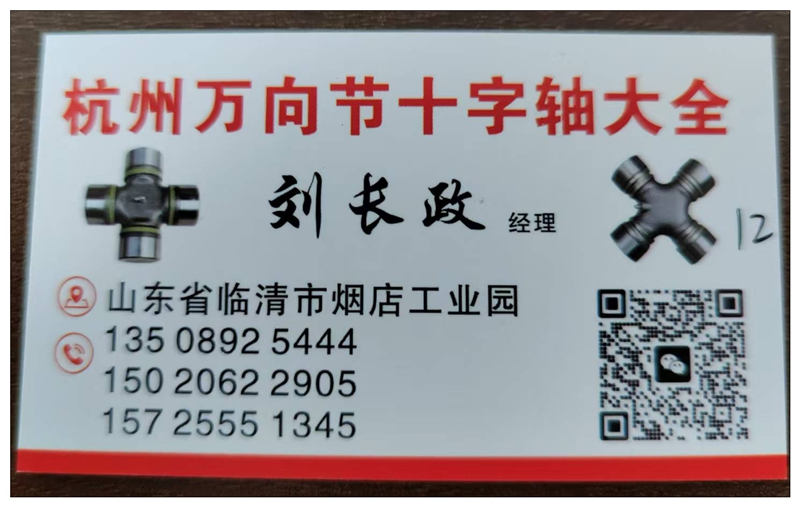 杭州万向节十字轴大全
刘长政 经理
12
山东省临清市烟店工业园
135 0892 5444
150 2062 2905
157 2555 1345